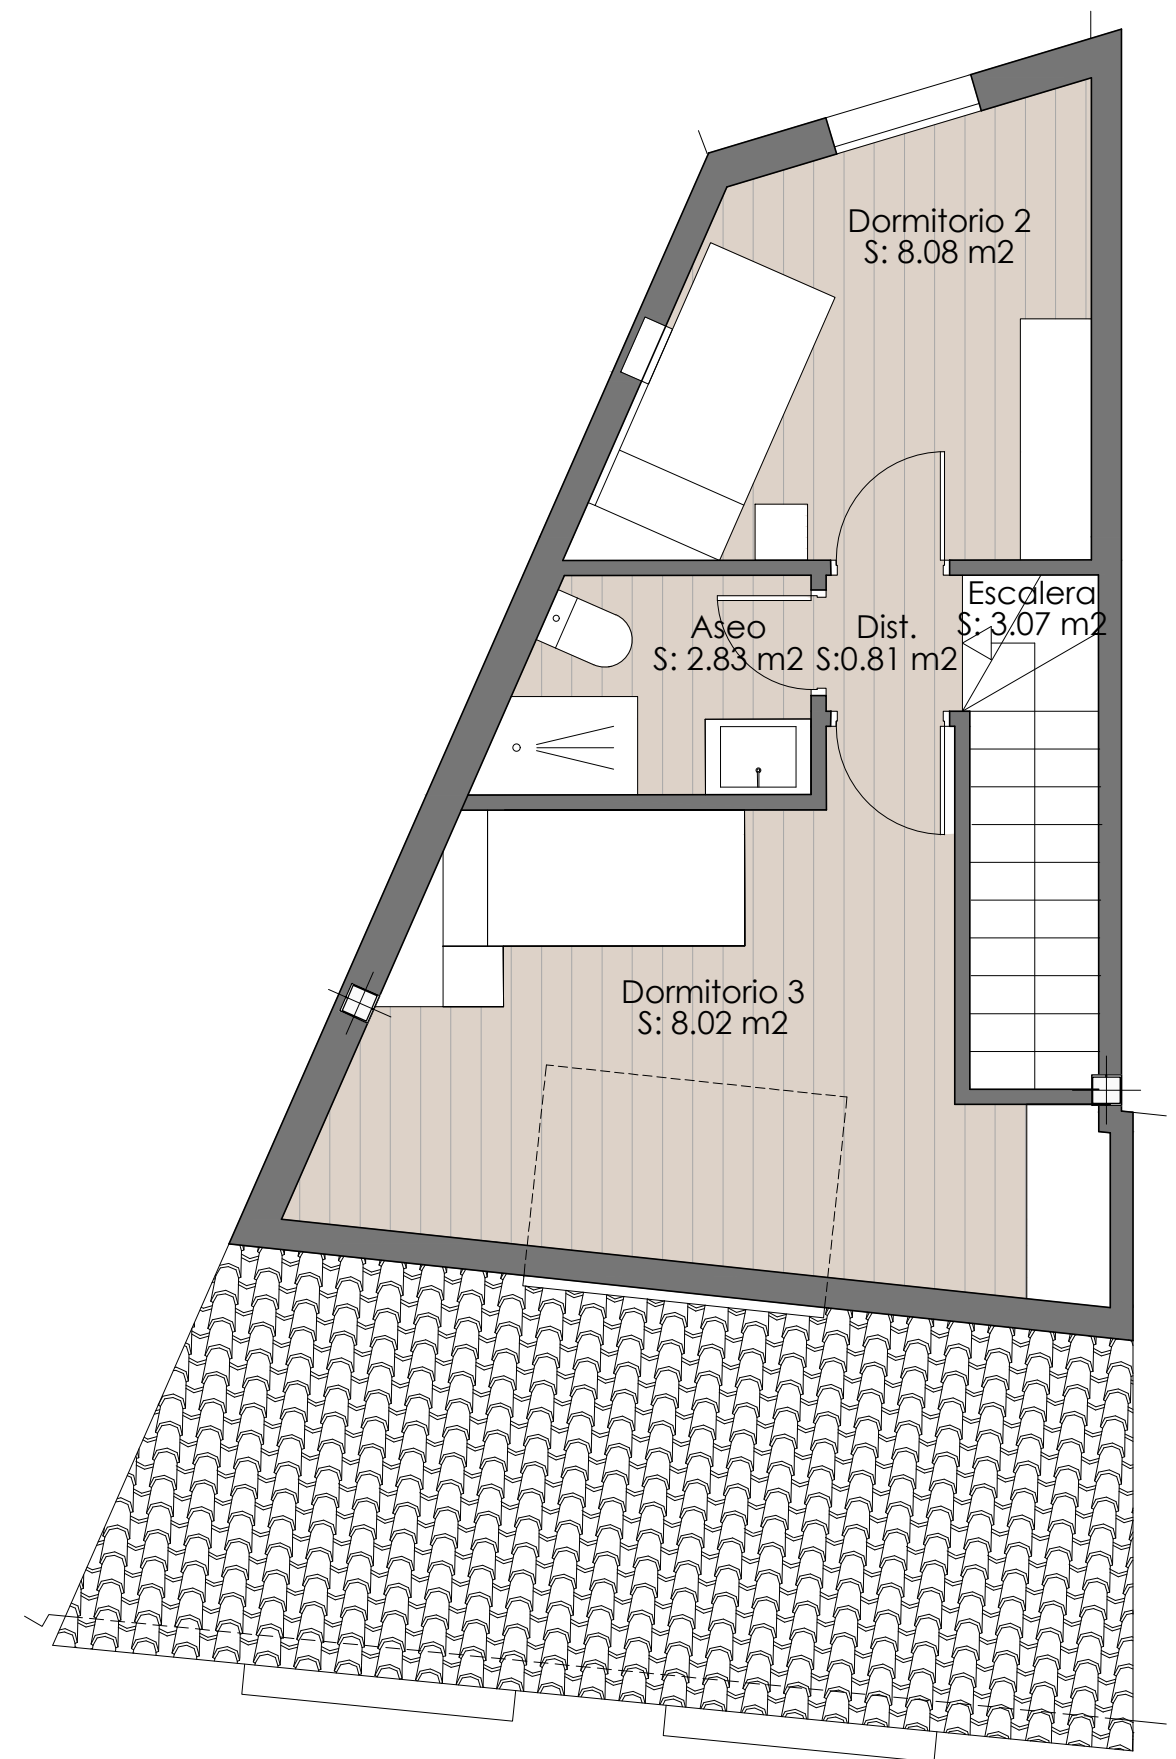 Dormitorio 2
S: 8.08 m2
Escalera
S: 3.07 m2
Aseo
S: 2.83 m2
Dist.
S:0.81 m2
Dormitorio 3
S: 8.02 m2